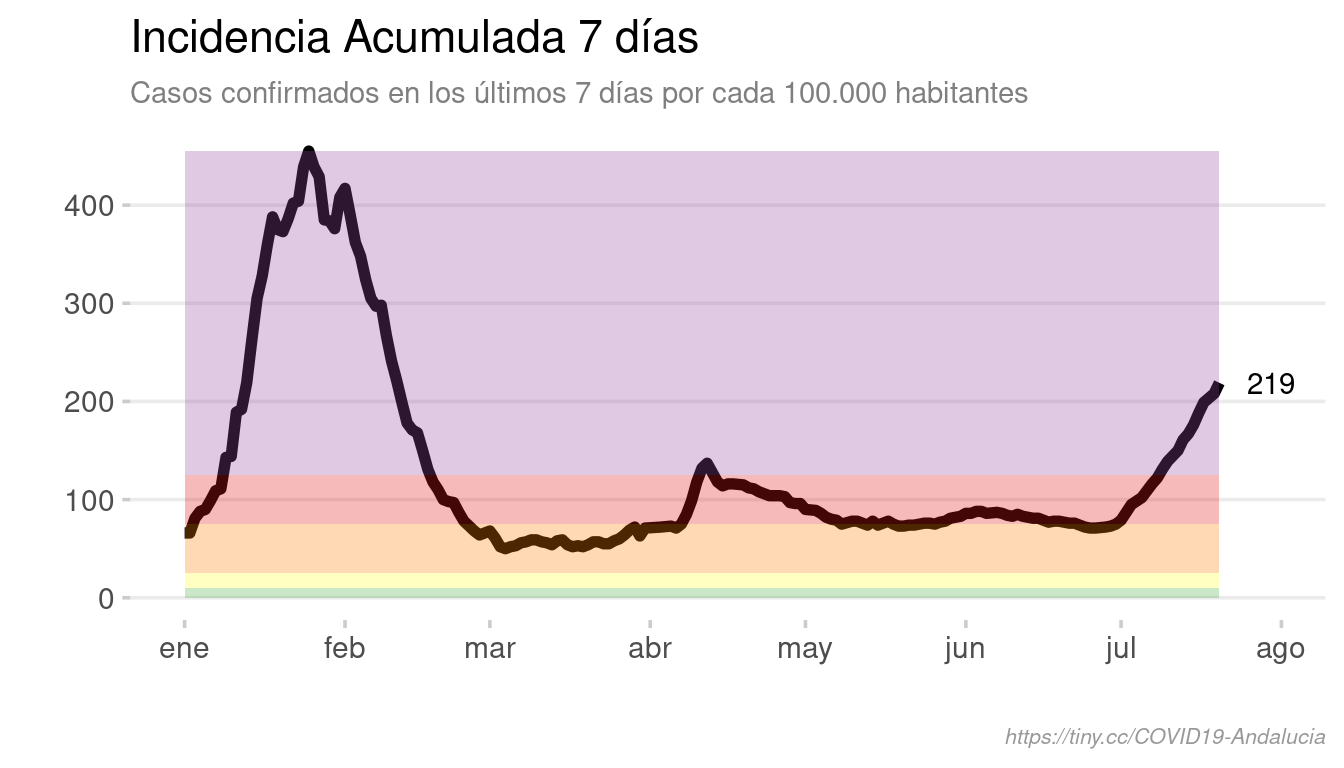 Incidencia Acumulada 7 días
Casos confirmados en los últimos 7 días por cada 100.000 habitantes
400
300
219
200
100
0
ene feb mar abr may jun jul ago
https://tiny.cc/COVID19-Andalucia